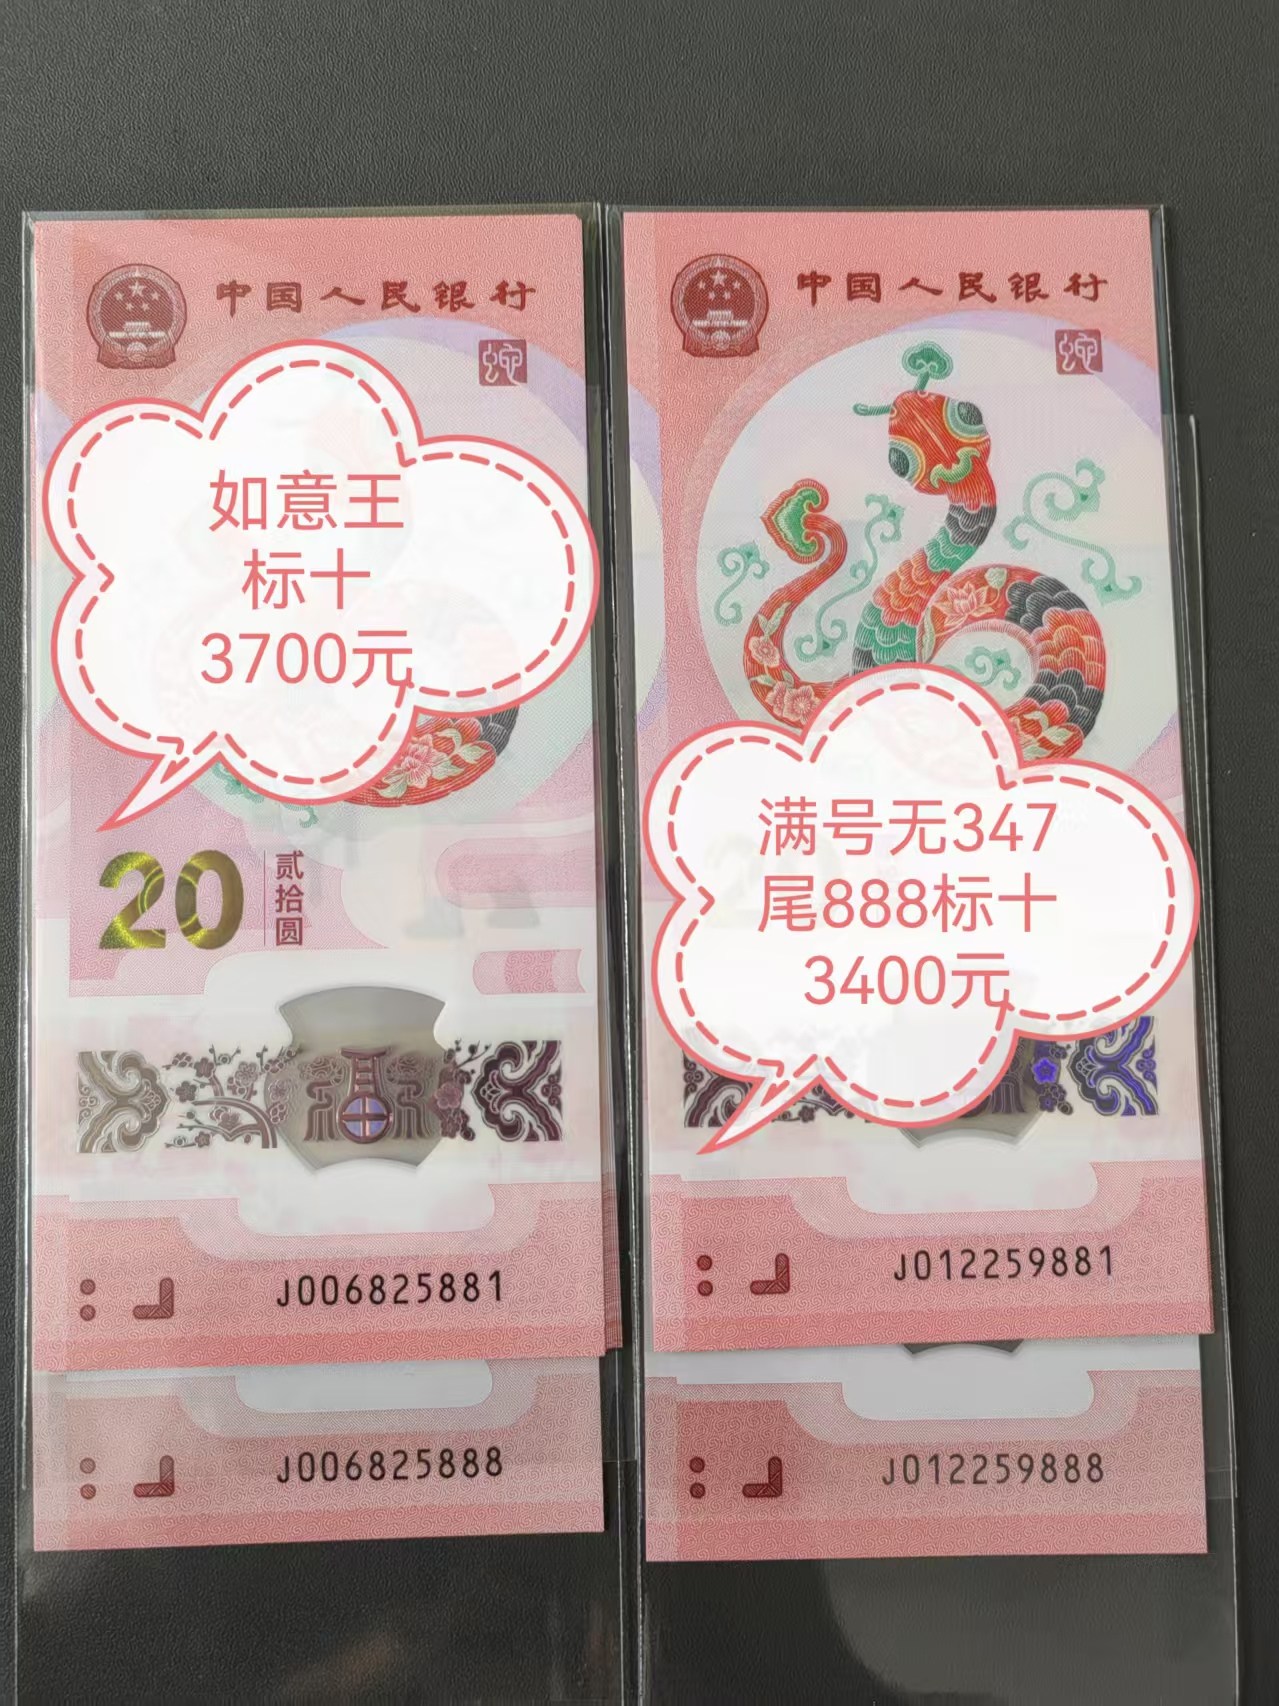 中国人民银行
蛇
如意王
标十
3700元
20
贰拾圆
J006825881
J006825888
中国人民银行
蛇
满号无347
尾888标十
3400元
J012259881
J012259888